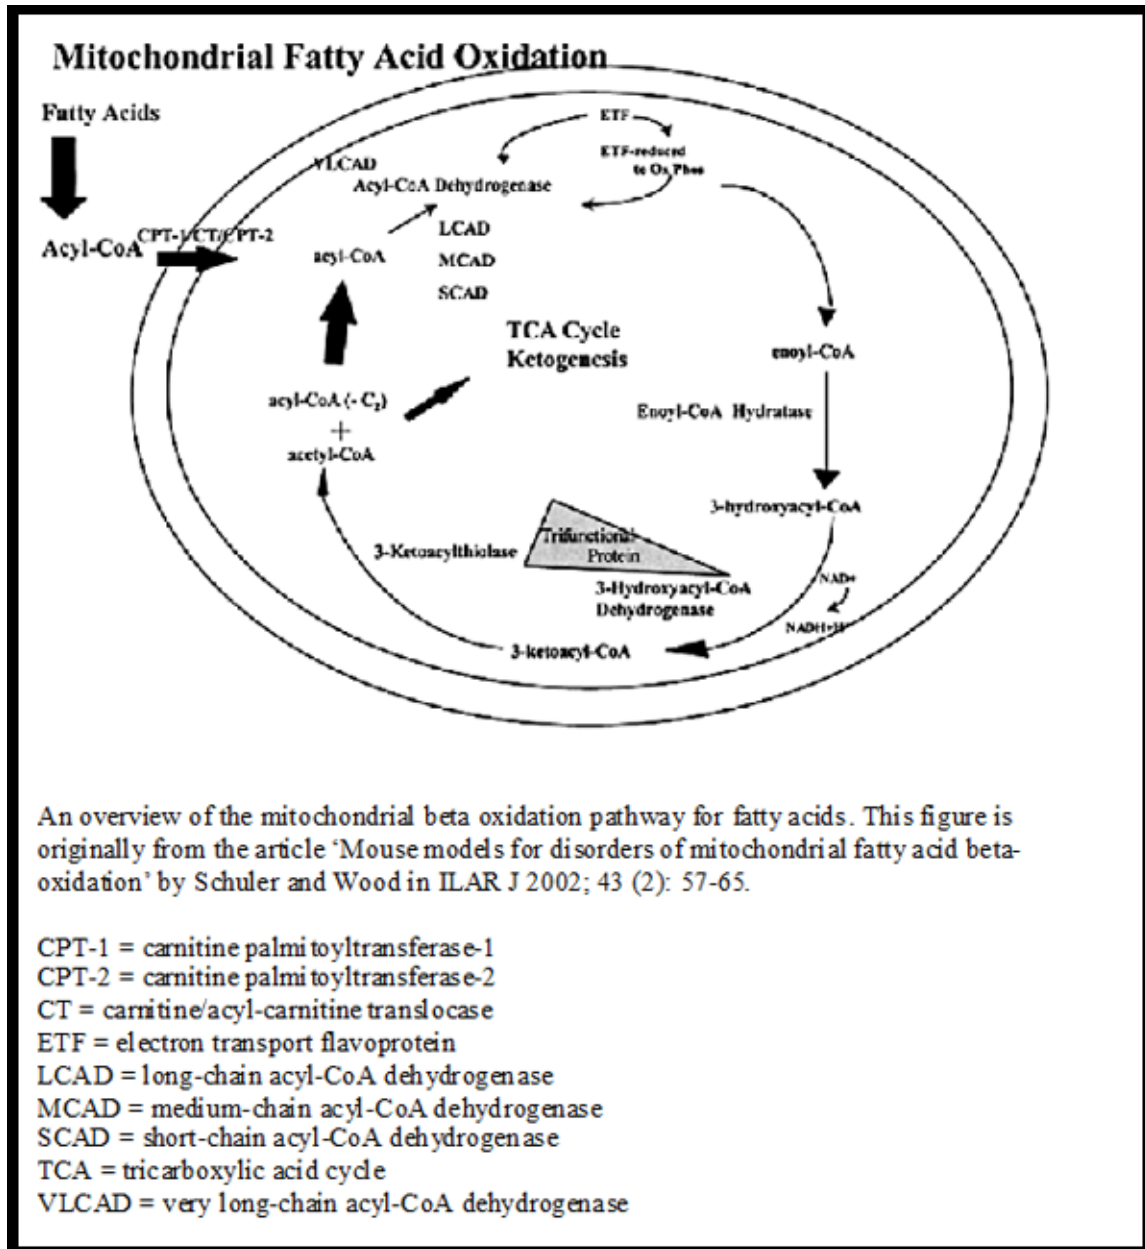 Mitochondrial Fatty Acid Oxidation
Fatty Acids
ETF
ETF-reduced
to Ox Phos
VLCAD
Acyl-CoA Dehydrogenase
Acyl-CoA
CPT-1/CT/CPT-2
acyl-CoA
LCAD
MCAD
SCAD
TCA Cycle
Ketogenesis
enoyl-CoA
acyl-CoA (- C₂)
+
acetyl-CoA
Enoyl-CoA Hydratase
3-hydroxyacyl-CoA
3-Ketoacylthiolase
Trifunctional
Protein
3-Hydroxyacyl-CoA
Dehydrogenase
NAD+
NADH+H
3-ketoacyl-CoA
An overview of the mitochondrial beta oxidation pathway for fatty acids. This figure is
originally from the article ‘Mouse models for disorders of mitochondrial fatty acid beta-
oxidation’ by Schuler and Wood in ILAR J 2002; 43 (2): 57-65.
CPT-1 = carnitine palmitoyltransferase-1
CPT-2 = carnitine palmitoyltransferase-2
CT = carnitine/acyl-carnitine translocase
ETF = electron transport flavoprotein
LCAD = long-chain acyl-CoA dehydrogenase
MCAD = medium-chain acyl-CoA dehydrogenase
SCAD = short-chain acyl-CoA dehydrogenase
TCA = tricarboxylic acid cycle
VLCAD = very long-chain acyl-CoA dehydrogenase